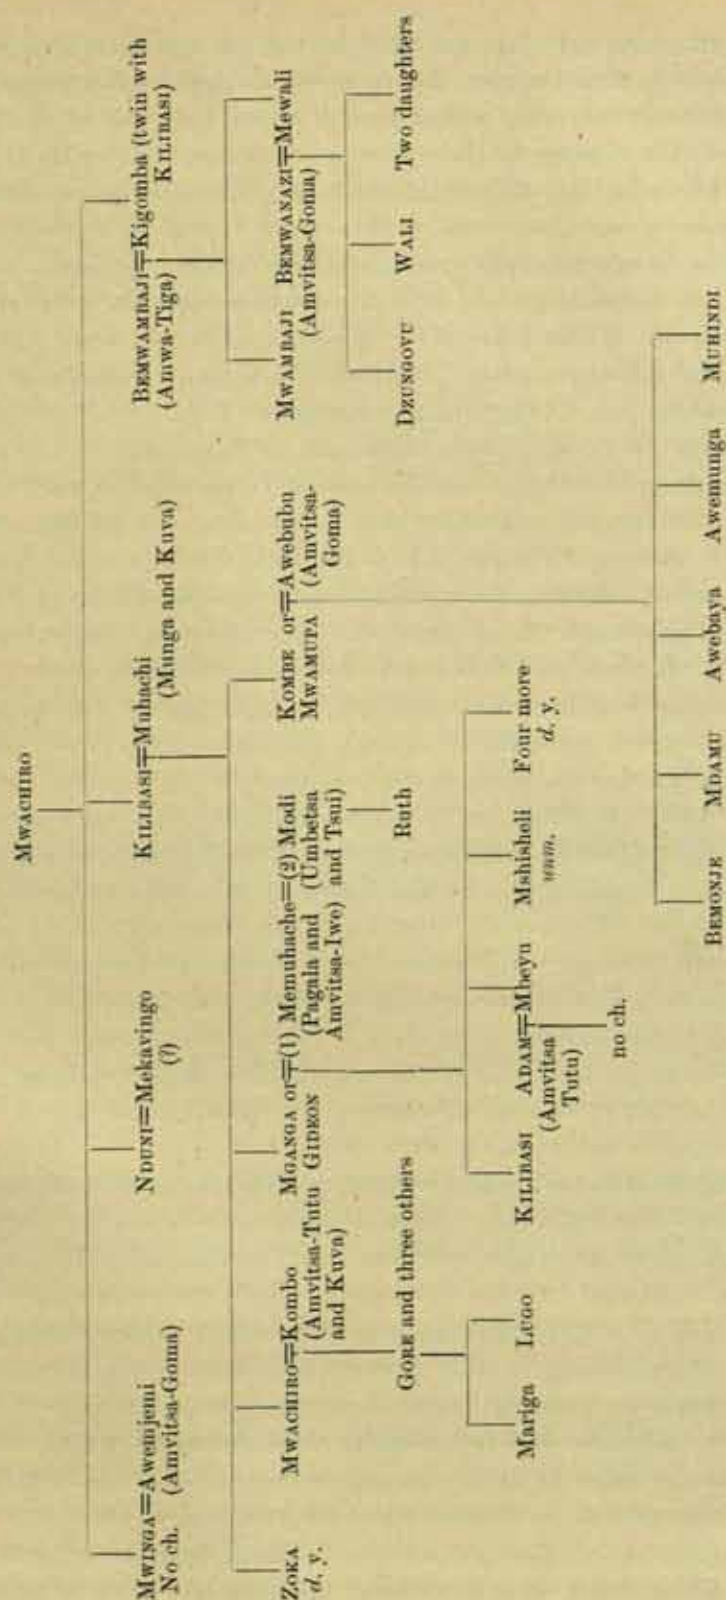 MWACHIRO
MWINGA=Awemjemi
No ch. (Amvitsa-Goma)
NDUNI=Mekavingo
(?)
KILIBASI=Muhachi
(Munga and Kuva)
BEMWAMBAJI=Kigomba (twin with
(Amwa-Tiga) KILIBASI)
ZOKA
d. y.
MWACHIRO=Kombo
(Amvitsa-Tutu
and Kuva)
MGANGA or=(1) Memuhache=(2) Modi
GIDEON (Pagala and (Umbetsa
Amvitsa-Iwe) and Tsui)
KOMBE or=Awebubu
MWAMUPA (Amvitsa-
Goma)
MWAMBAJI BEMWANAZI=Mewali
(Amvitsa-Goma)
GORE and three others
Ruth
DZUNGOVU WALI Two daughters
Mariga LUGO
KILIBASI ADAM=Mbeyu Mshisheli Four more
(Amvitsa unm. d. y.
Tutu)
no ch.
BEMONJE MDAMU Awebaya Awemunga MUHINDI